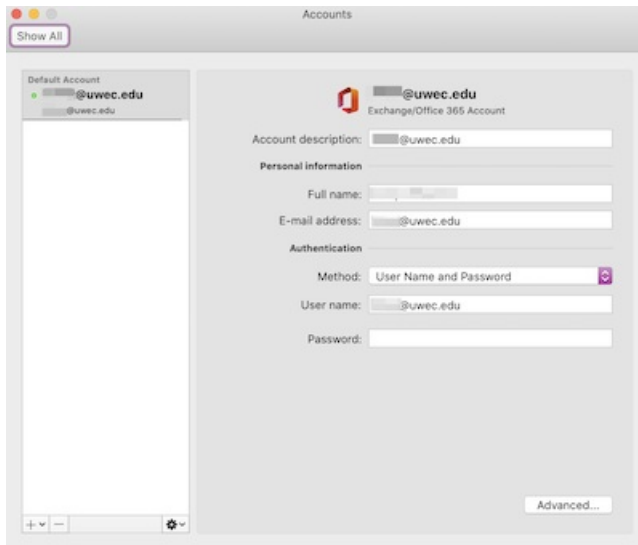 Accounts
Show All
Default Account
@uwec.edu
@uwec.edu
@uwec.edu
Exchange/Office 365 Account
Account description: @uwec.edu
Personal information
Full name:
E-mail address: @uwec.edu
Authentication
Method: User Name and Password
User name: @uwec.edu
Password:
Advanced...